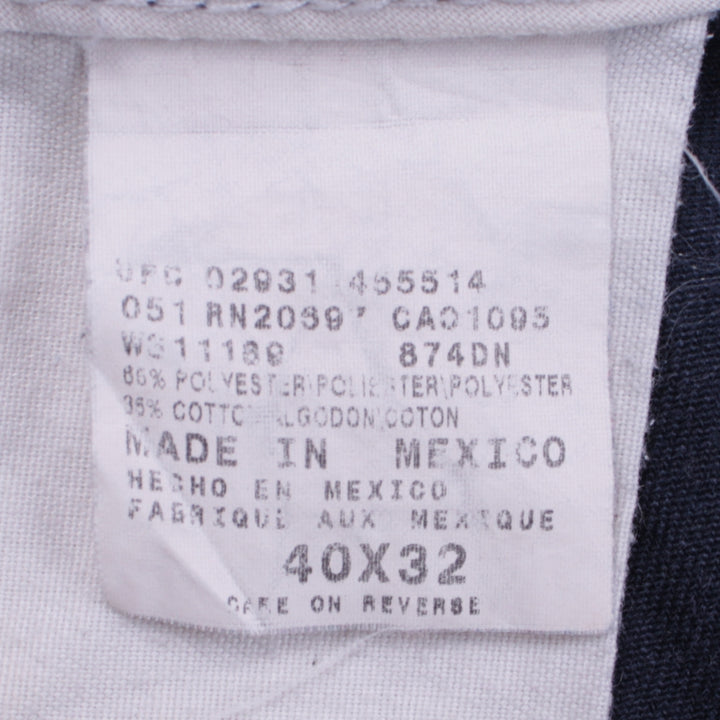 02931 455514
051 RN20697 CA01095
WS11189 874DN
65% POLYESTER\POLIESTER\POLYESTER
35% COTTON\ALGODON\COTON
MADE IN MEXICO
HECHO EN MEXICO
FABRIQUE AUX MEXIQUE
40X32
CARE ON REVERSE